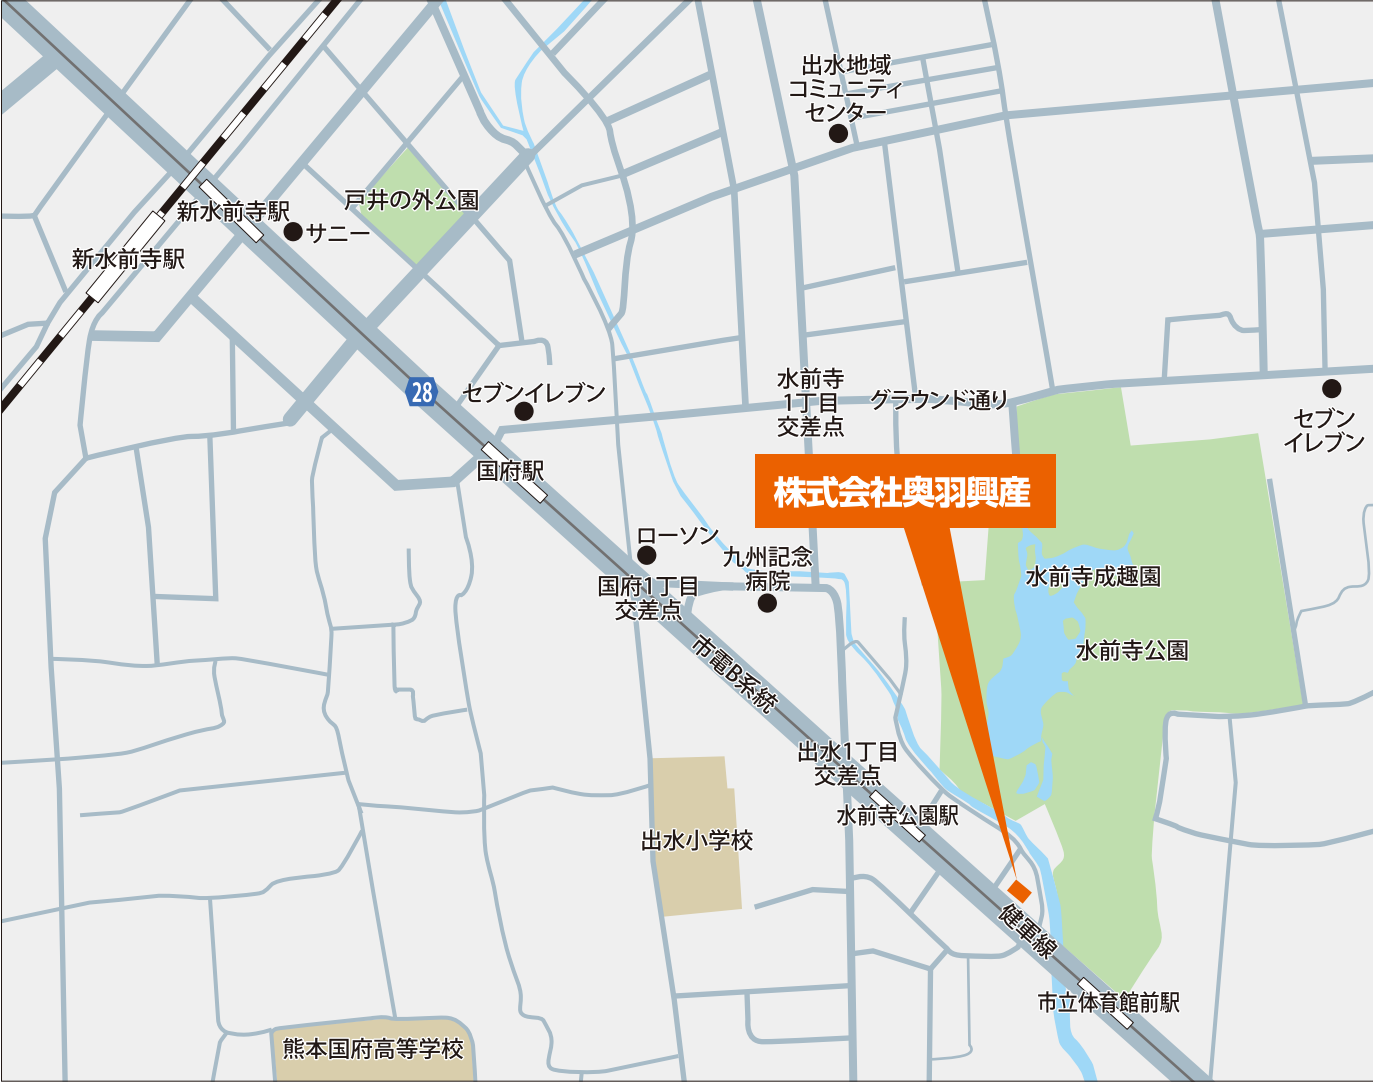 出水地域
コミュニティ
センター
戸井の外公園
新水前寺駅
サニー
新水前寺駅
28
セブンイレブン
水前寺
1丁目
交差点
グラウンド通り
セブン
イレブン
国府駅
株式会社奥羽興産
ローソン
九州記念
病院
国府1丁目
交差点
水前寺成趣園
水前寺公園
市電B系統
出水1丁目
交差点
水前寺公園駅
出水小学校
健軍線
市立体育館前駅
熊本国府高等学校